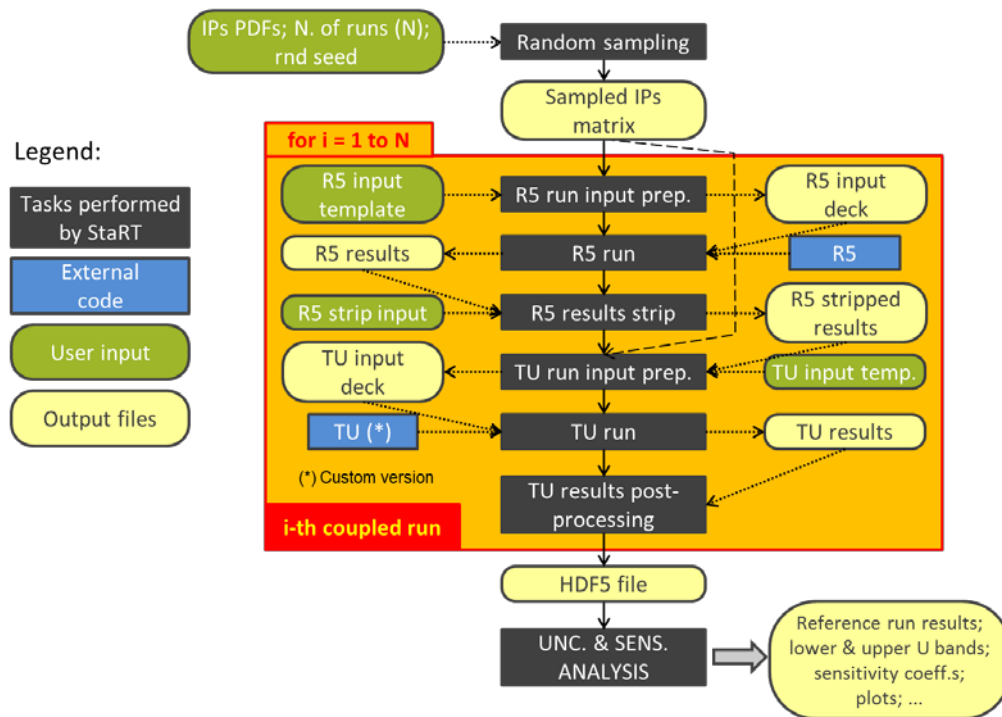 IPs PDFs; N. of runs (N);
rnd seed
Random sampling
Sampled IPs
matrix
Legend:
Tasks performed
by StaRT
External
code
User input
Output files
for i = 1 to N
R5 input
template
R5 run input prep.
R5 input
deck
R5 results
R5 run
R5
R5 strip input
R5 results strip
R5 stripped
results
TU input
deck
TU run input prep.
TU input temp.
TU (*)
TU run
TU results
(*) Custom version
TU results post-
processing
i-th coupled run
HDF5 file
UNC. & SENS.
ANALYSIS
Reference run results;
lower & upper U bands;
sensitivity coeff.s;
plots; ...